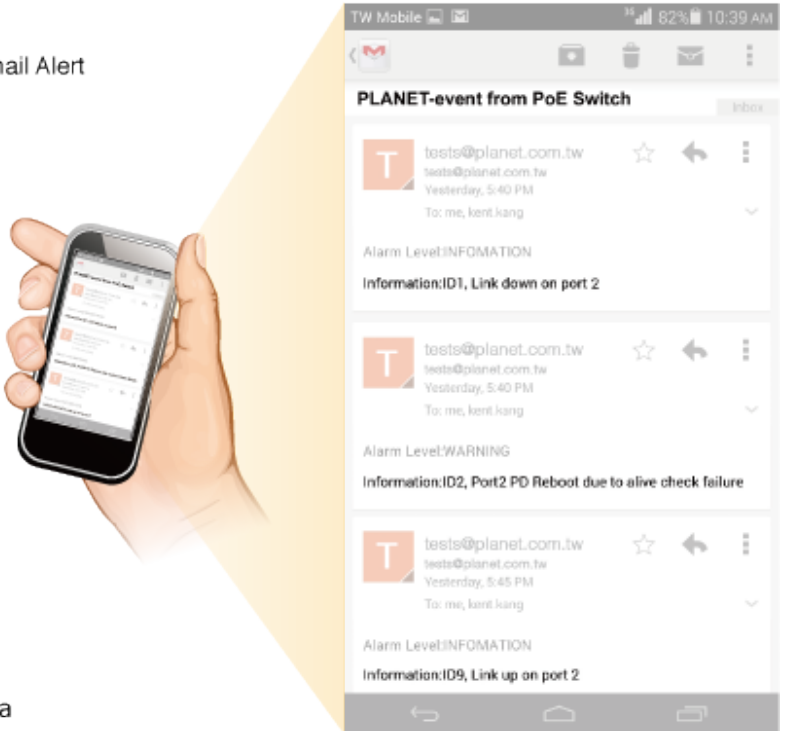 TW Mobile 3G 82% 10:39 AM
ail Alert
PLANET-event from PoE Switch
Inbox
T
tests@planet.com.tw
tests@planet.com.tw
Yesterday, 5:40 PM
To: me, kent.kang
Alarm Level:INFOMATION
Information:ID1, Link down on port 2
T
tests@planet.com.tw
tests@planet.com.tw
Yesterday, 5:40 PM
To: me, kent.kang
Alarm Level:WARNING
Information:ID2, Port2 PD Reboot due to alive check failure
T
tests@planet.com.tw
tests@planet.com.tw
Yesterday, 5:45 PM
To: me, kent.kang
Alarm Level:INFOMATION
Information:ID9, Link up on port 2
a